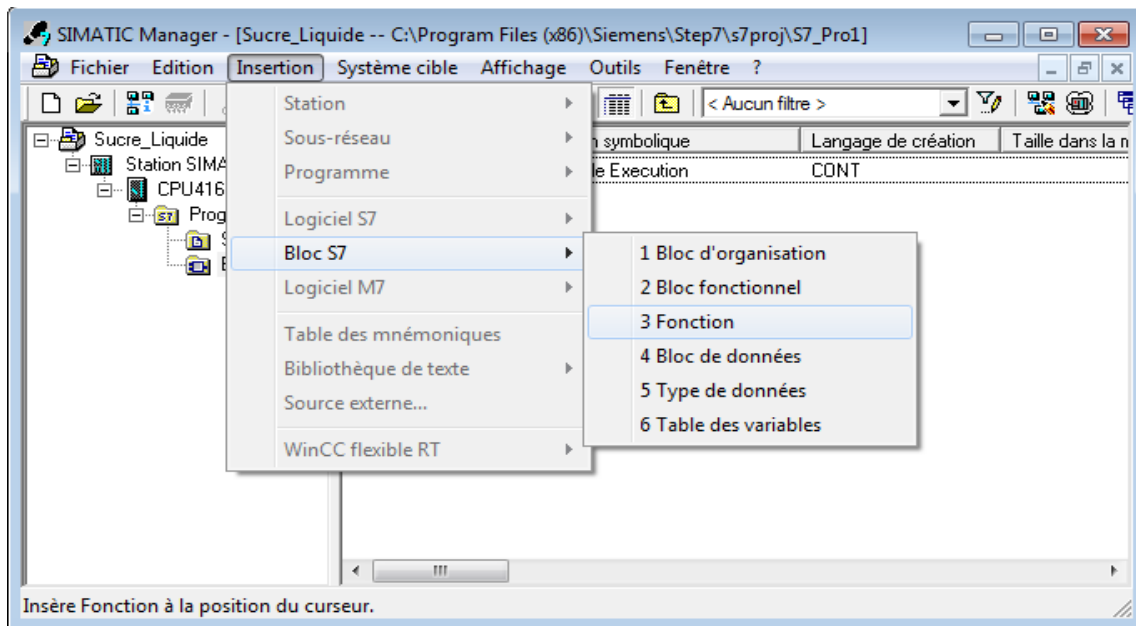 SIMATIC Manager - [Sucre_Liquide -- C:\Program Files (x86)\Siemens\Step7\s7proj\S7_Pro1]
Fichier Edition Insertion Système cible Affichage Outils Fenêtre ?
< Aucun filtre >
Sucre_Liquide
Station SIMA
CPU416
Prog
symbolique Langage de création Taille dans la
le Execution CONT
Station
Sous-réseau
Programme
Logiciel S7
Bloc S7
Logiciel M7
Table des mnémoniques
Bibliothèque de texte
Source externe...
WinCC flexible RT
1 Bloc d'organisation
2 Bloc fonctionnel
3 Fonction
4 Bloc de données
5 Type de données
6 Table des variables
Insère Fonction à la position du curseur.